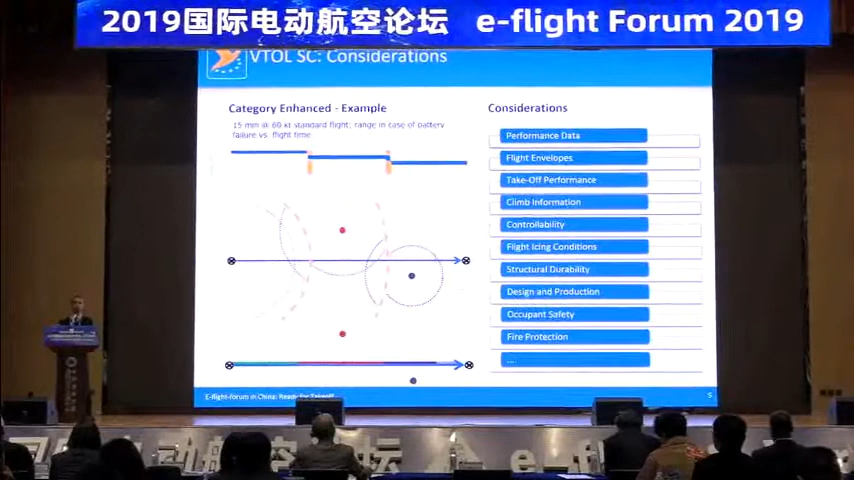 2019国际电动航空论坛 e-flight Forum 2019
VTOL SC: Considerations
Category Enhanced - Example
15 min @ 60 kt standard flight; range in case of battery
failure vs. flight time
Considerations
Performance Data
Flight Envelopes
Take-Off Performance
Climb Information
Controllability
Flight Icing Conditions
Structural Durability
Design and Production
Occupant Safety
Fire Protection
...
E-flight-forum in China: Ready for Takeoff
5